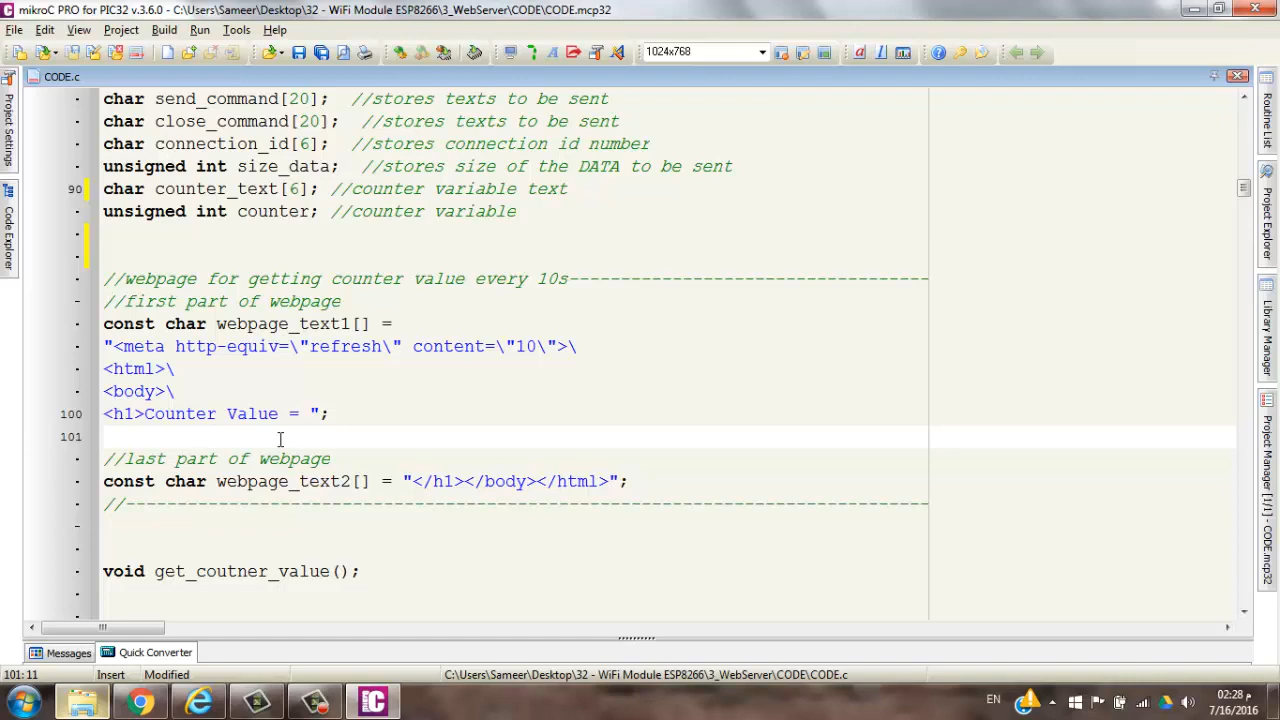 mikroC PRO for PIC32 v.3.6.0 - C:\Users\Sameer\Desktop\32 - WiFi Module ESP8266\3_WebServer\CODE\CODE.mcp32
File Edit View Project Build Run Tools Help
1024x768
CODE.c
Project Settings
Code Explorer
Routine List
Project Explorer
Library Manager
Project Manager [1/1] - CODE.mcp32
char send_command[20]; //stores texts to be sent
char close_command[20]; //stores texts to be sent
char connection_id[6]; //stores connection id number
unsigned int size_data; //stores size of the DATA to be sent
90 char counter_text[6]; //counter variable text
unsigned int counter; //counter variable
//webpage for getting counter value every 10s-----------------------------------
//first part of webpage
const char webpage_text1[] =
"<meta http-equiv=\"refresh\" content=\"10\">\
<html>\
<body>\
100 <h1>Counter Value = ";
101
//last part of webpage
const char webpage_text2[] = "</h1></body></html>";
//------------------------------------------------------------------------------
void get_coutner_value();
Messages Quick Converter
101: 11 Insert Modified C:\Users\Sameer\Desktop\32 - WiFi Module ESP8266\3_WebServer\CODE\CODE.c
EN
02:28 م
7/16/2016